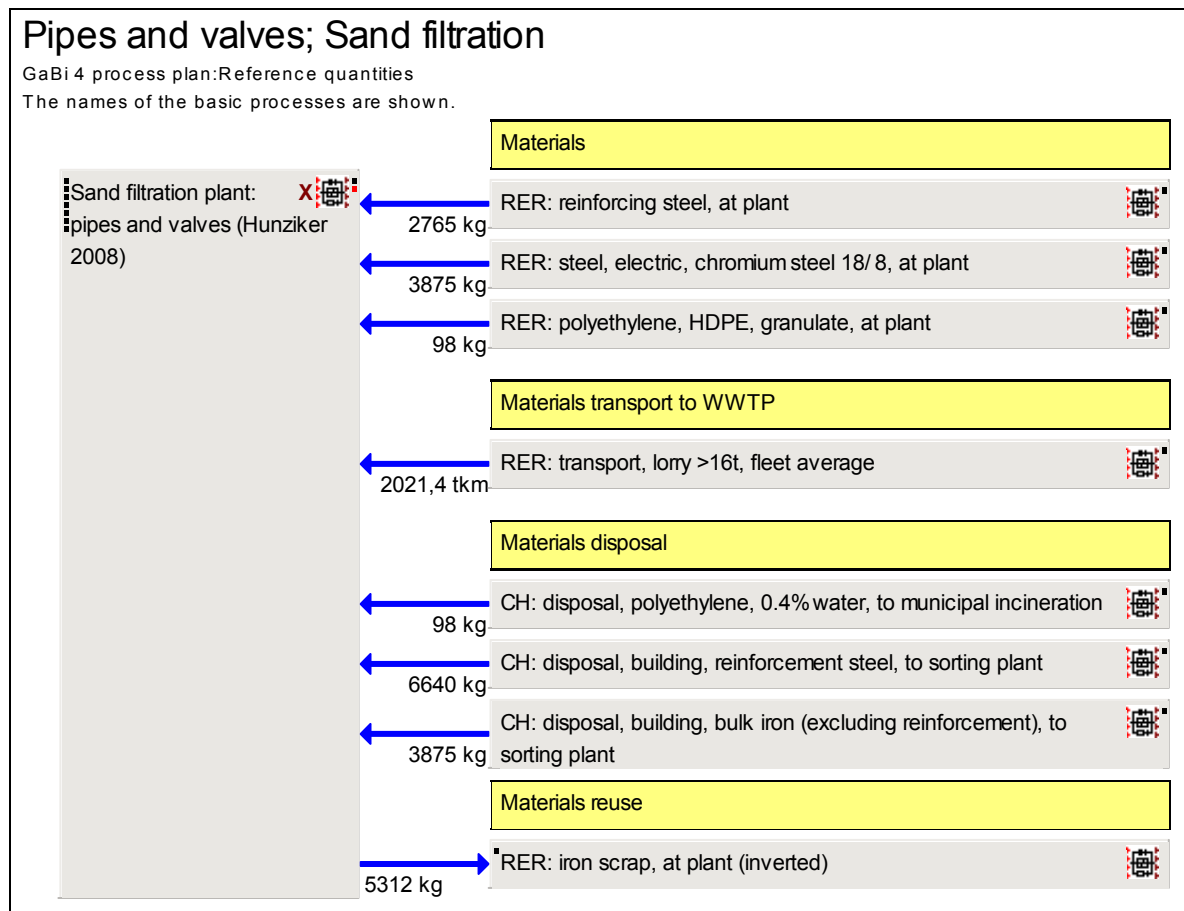 Pipes and valves; Sand filtration
GaBi 4 process plan:Reference quantities
The names of the basic processes are shown.
Materials
Sand filtration plant: X
pipes and valves (Hunziker
2008)
RER: reinforcing steel, at plant
2765 kg
RER: steel, electric, chromium steel 18/8, at plant
3875 kg
RER: polyethylene, HDPE, granulate, at plant
98 kg
Materials transport to WWTP
RER: transport, lorry >16t, fleet average
2021,4 tkm
Materials disposal
CH: disposal, polyethylene, 0.4% water, to municipal incineration
98 kg
CH: disposal, building, reinforcement steel, to sorting plant
6640 kg
CH: disposal, building, bulk iron (excluding reinforcement), to
sorting plant
3875 kg
Materials reuse
RER: iron scrap, at plant (inverted)
5312 kg